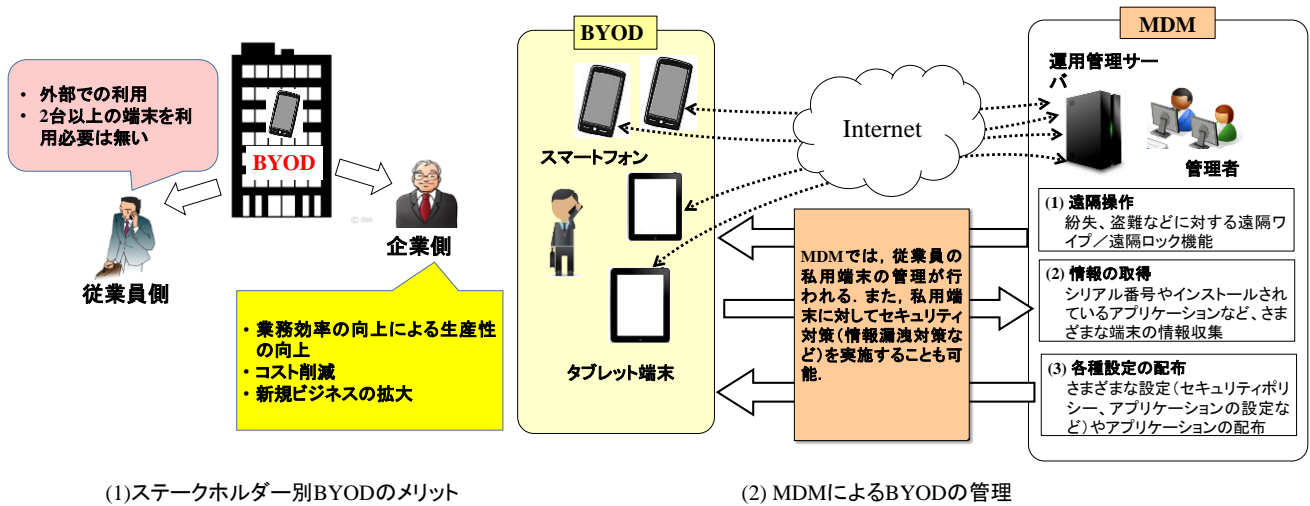 ・ 外部での利用
・ 2台以上の端末を利
用必要は無い
BYOD
© dak
従業員側
企業側
・ 業務効率の向上による生産性
の向上
・ コスト削減
・ 新規ビジネスの拡大
(1)ステークホルダー別BYODのメリット
BYOD
スマートフォン
タブレット端末
Internet
MDMでは，従業員の
私用端末の管理が行
われる．また，私用端
末に対してセキュリティ
対策（情報漏洩対策な
ど）を実施することも可
能．
MDM
運用管理サー
バ
管理者
(1) 遠隔操作
紛失、盗難などに対する遠隔ワ
イプ／遠隔ロック機能
(2) 情報の取得
シリアル番号やインストールされ
ているアプリケーションなど、さま
ざまな端末の情報収集
(3) 各種設定の配布
さまざまな設定（セキュリティポリ
シー、アプリケーションの設定な
ど）やアプリケーションの配布
(2) MDMによるBYODの管理